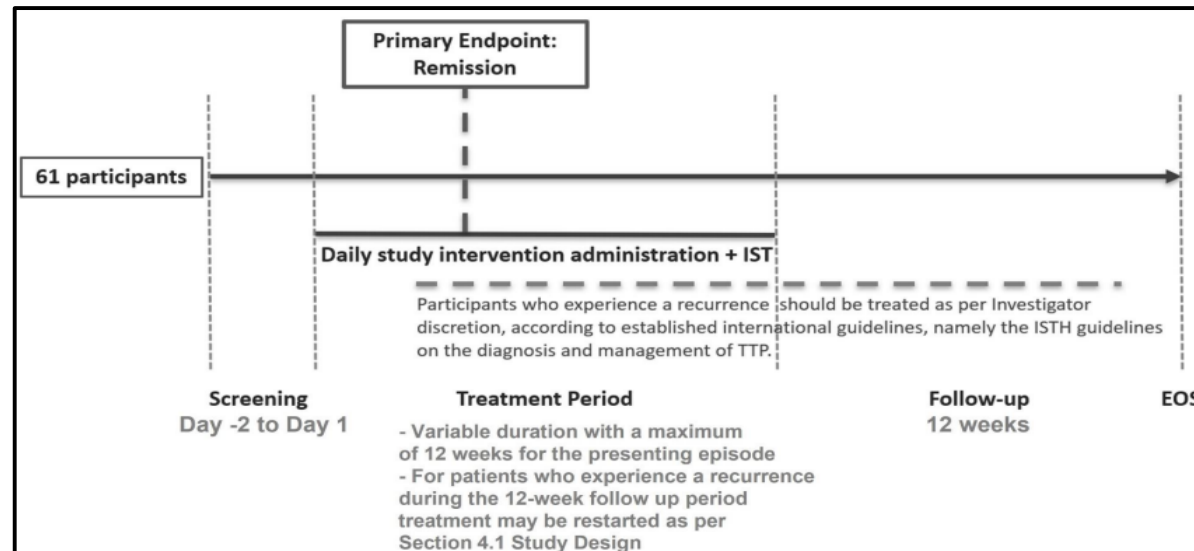 Primary Endpoint:
Remission
61 participants
Daily study intervention administration + IST
Participants who experience a recurrence should be treated as per Investigator
discretion, according to established international guidelines, namely the ISTH guidelines
on the diagnosis and management of TTP.
Screening
Day -2 to Day 1
Treatment Period
- Variable duration with a maximum
of 12 weeks for the presenting episode
- For patients who experience a recurrence
during the 12-week follow up period
treatment may be restarted as per
Section 4.1 Study Design
Follow-up
12 weeks
EOS